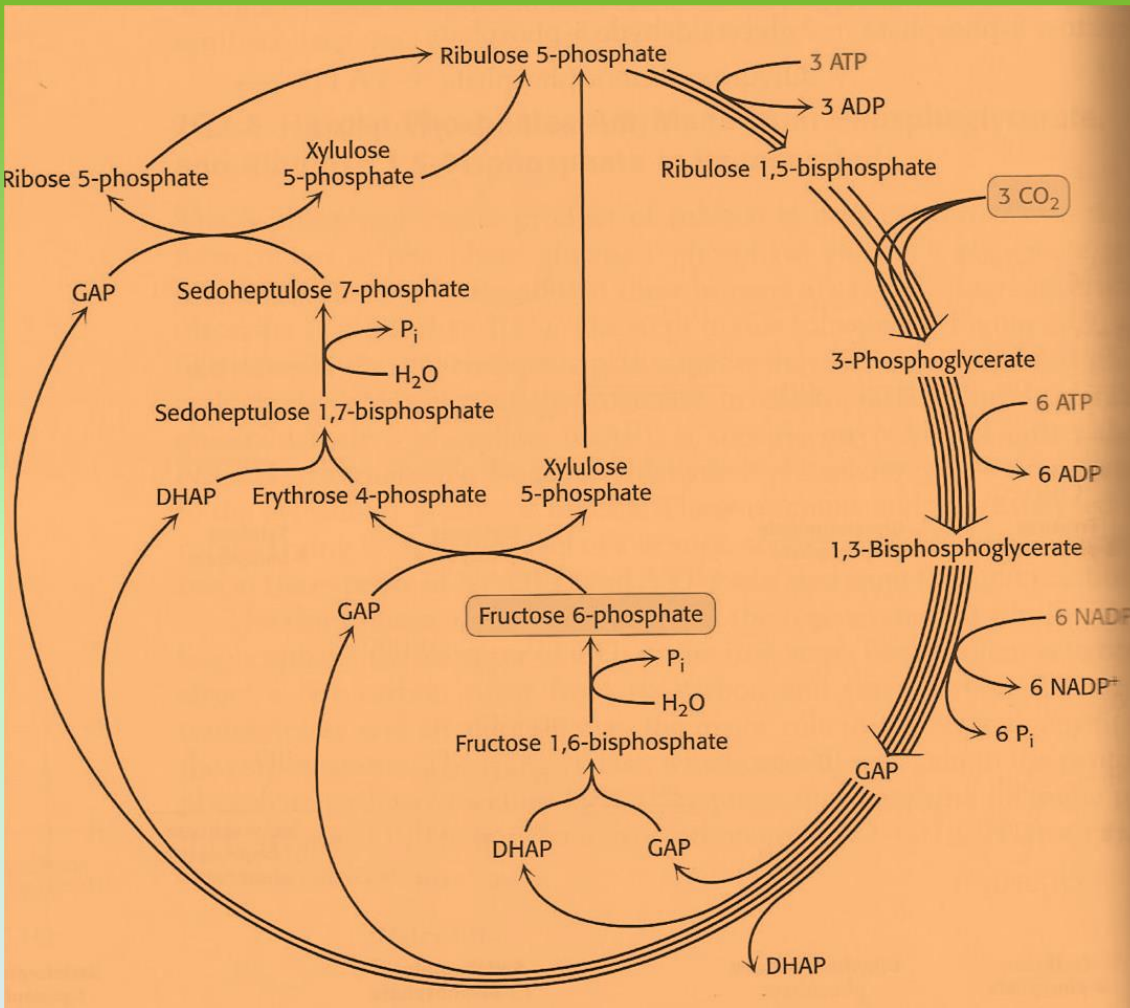 Ribulose 5-phosphate
3 ATP
3 ADP
Ribose 5-phosphate
Xylulose
5-phosphate
Ribulose 1,5-bisphosphate
3 CO₂
GAP
Sedoheptulose 7-phosphate
Pᵢ
H₂O
3-Phosphoglycerate
6 ATP
Sedoheptulose 1,7-bisphosphate
6 ADP
DHAP
Erythrose 4-phosphate
Xylulose
5-phosphate
1,3-Bisphosphoglycerate
GAP
Fructose 6-phosphate
6 NADP
Pᵢ
H₂O
6 NADP⁺
6 Pᵢ
Fructose 1,6-bisphosphate
GAP
DHAP
GAP
DHAP